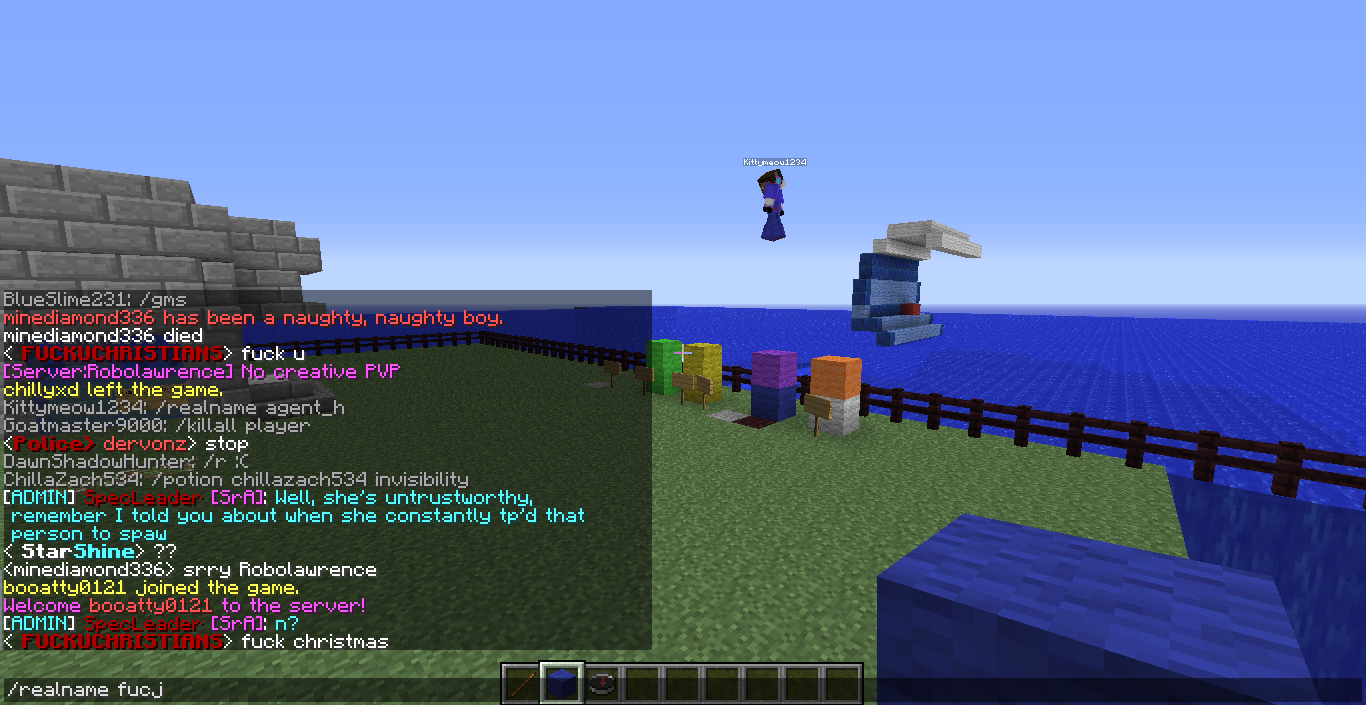 Kittymeow1234
BlueSlime231: /gms
minediamond336 has been a naughty, naughty boy.
minediamond336 died
< FUCKUCHRISTIANS> fuck u
[Server:Robolawrence] No creative PVP
chillyxd left the game.
Kittymeow1234: /realname agent_h
Goatmaster9000: /killall player
<Police> dervonz> stop
DawnShadowHunter: /r :C
ChillaZach534: /potion chillazach534 invisibility
[ADMIN] SpecLeader [SrA]: Well, she's untrustworthy,
remember I told you about when she constantly tp'd that
person to spaw
< StarShine> ??
<minediamond336> srry Robolawrence
booatty0121 joined the game.
Welcome booatty0121 to the server!
[ADMIN] SpecLeader [SrA]: n?
< FUCKUCHRISTIANS> fuck christmas
/realname fuc.j